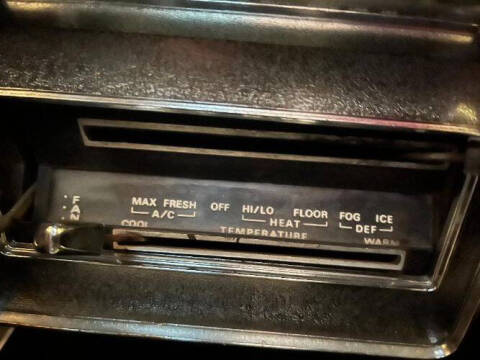 F
A
N
MAX FRESH OFF HI/LO FLOOR FOG ICE
A/C HEAT DEF
COOL TEMPERATURE WARM